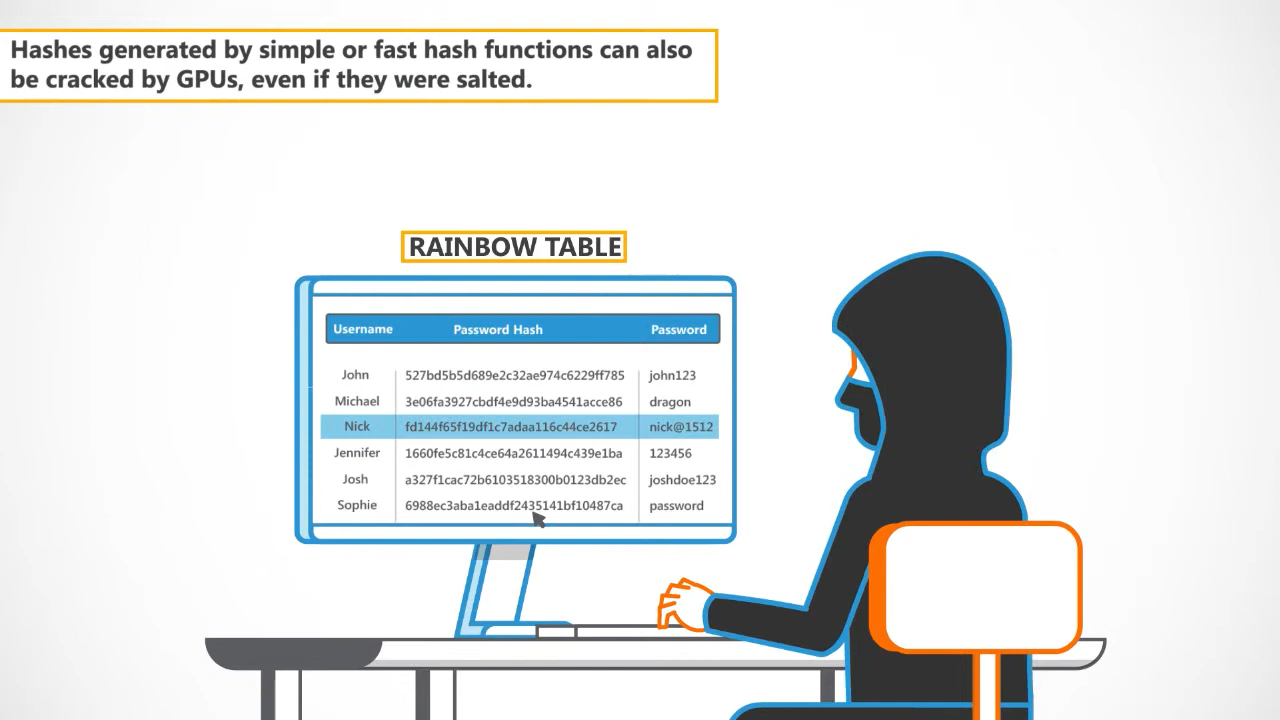 Hashes generated by simple or fast hash functions can also
be cracked by GPUs, even if they were salted.
RAINBOW TABLE
Username Password Hash Password
John 527bd5b5d689e2c32ae974c6229ff785 john123
Michael 3e06fa3927cbdf4e9d93ba4541acce86 dragon
Nick fd144f65f19df1c7adaa116c44ce2617 nick@1512
Jennifer 1660fe5c81c4ce64a2611494c439e1ba 123456
Josh a327f1cac72b6103518300b0123db2ec joshdoe123
Sophie 6988ec3aba1eaddf2435141bf10487ca password